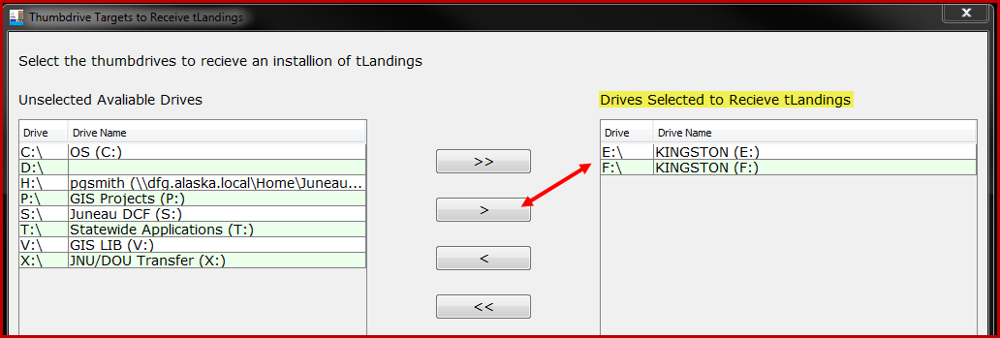 Thumbdrive Targets to Receive tLandings
X
Select the thumbdrives to recieve an installion of tLandings
Unselected Avaliable Drives
Drive Drive Name
C:\ OS (C:)
D:\
H:\ pgsmith (\\dfg.alaska.local\Home\Juneau...
P:\ GIS Projects (P:)
S:\ Juneau DCF (S:)
T:\ Statewide Applications (T:)
V:\ GIS LIB (V:)
X:\ JNU/DOU Transfer (X:)
>>
>
<
<<
Drives Selected to Recieve tLandings
Drive Drive Name
E:\ KINGSTON (E:)
F:\ KINGSTON (F:)